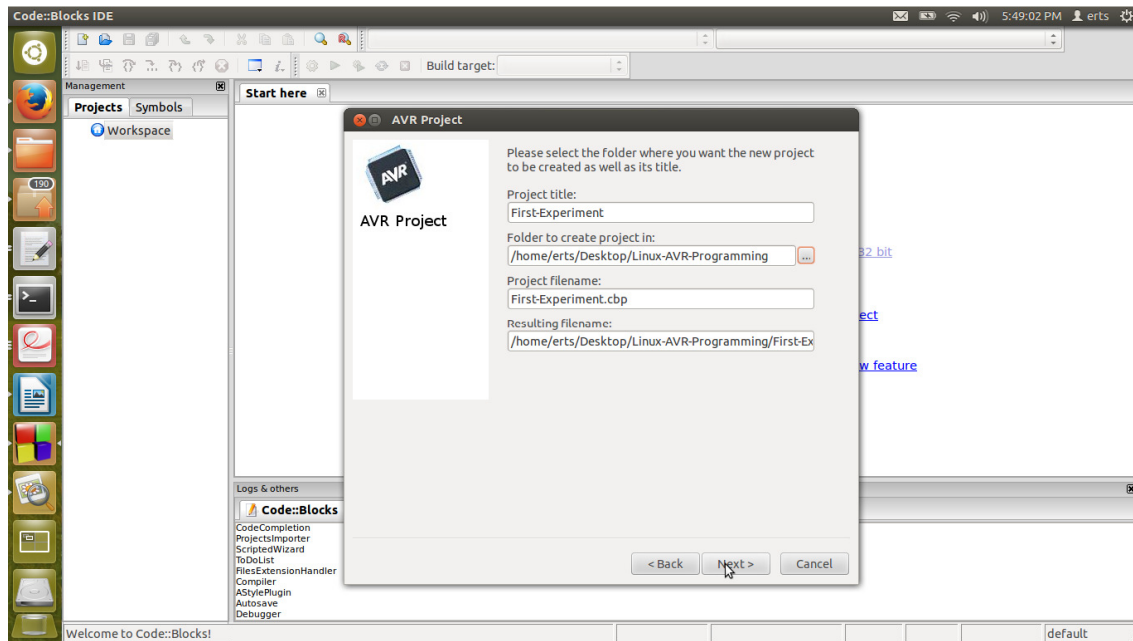 Code::Blocks IDE
5:49:02 PM erts
Build target:
Management
Start here
Projects Symbols
Workspace
190
AVR Project
AVR
AVR Project
Please select the folder where you want the new project
to be created as well as its title.
Project title:
First-Experiment
Folder to create project in:
/home/erts/Desktop/Linux-AVR-Programming ...
Project filename:
First-Experiment.cbp
Resulting filename:
/home/erts/Desktop/Linux-AVR-Programming/First-Ex
32 bit
ect
w feature
Logs & others
Code::Blocks
CodeCompletion
ProjectsImporter
ScriptedWizard
ToDoList
FilesExtensionHandler
Compiler
AStylePlugin
Autosave
Debugger
< Back Next > Cancel
Welcome to Code::Blocks!
default